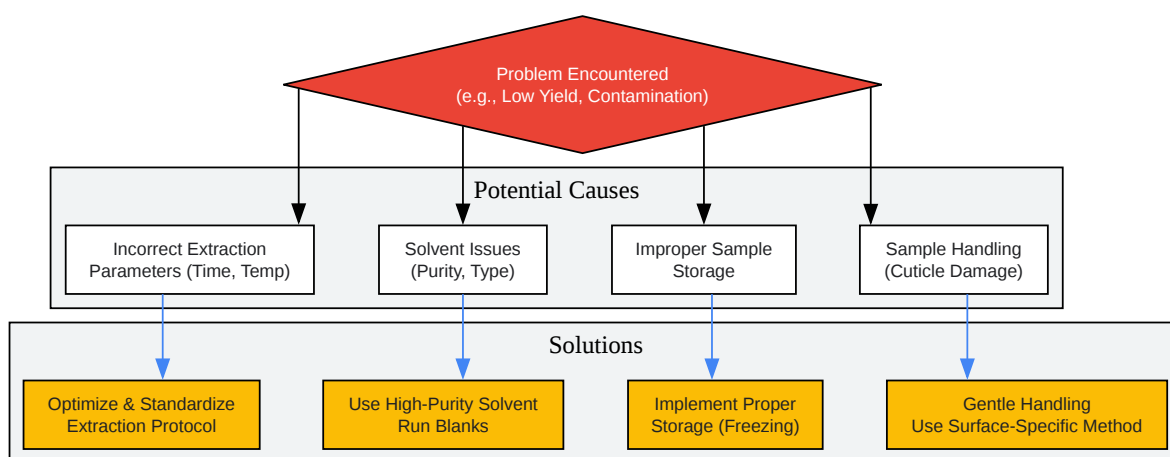 Problem Encountered
(e.g., Low Yield, Contamination)
Potential Causes
Incorrect Extraction
Parameters (Time, Temp)
Solvent Issues
(Purity, Type)
Improper Sample
Storage
Sample Handling
(Cuticle Damage)
Solutions
Optimize & Standardize
Extraction Protocol
Use High-Purity Solvent
Run Blanks
Implement Proper
Storage (Freezing)
Gentle Handling
Use Surface-Specific Method